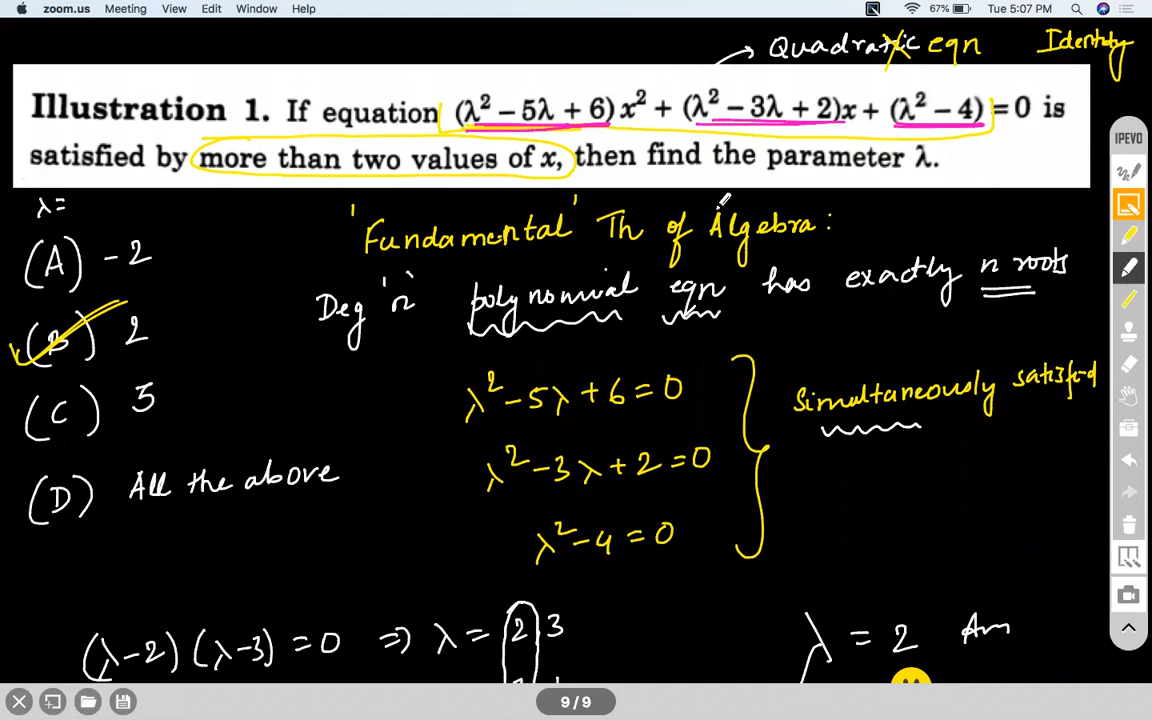 zoom.us Meeting View Edit Window Help 67% Tue 5:07 PM
Quadratic eqn Identity
Illustration 1. If equation (λ² − 5λ + 6) x² + (λ² − 3λ + 2)x + (λ² − 4) = 0 is
satisfied by more than two values of x, then find the parameter λ.
IPEVO
λ=
'Fundamental' Th of Algebra:
(A) -2
Deg 'n' polynomial eqn has exactly n roots
(B) 2
λ² - 5λ + 6 = 0
simultaneously satisfied
(C) 3
λ² - 3λ + 2 = 0
(D) All the above
λ² - 4 = 0
(λ-2) (λ-3) = 0 => λ = 2 3
λ = 2 Ans
9 / 9